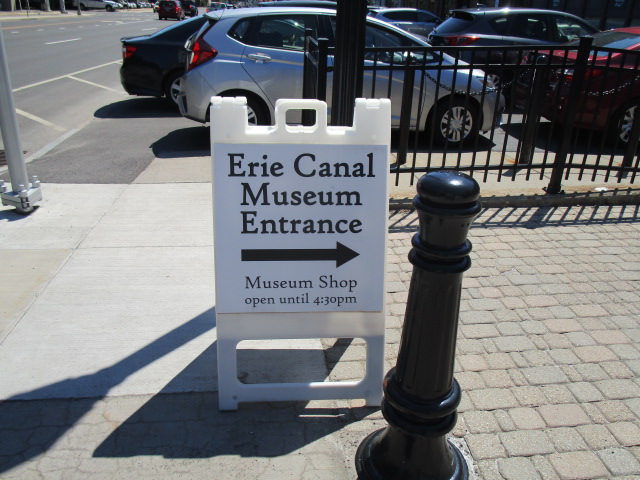 Erie Canal
Museum
Entrance
Museum Shop
open until 4:30pm